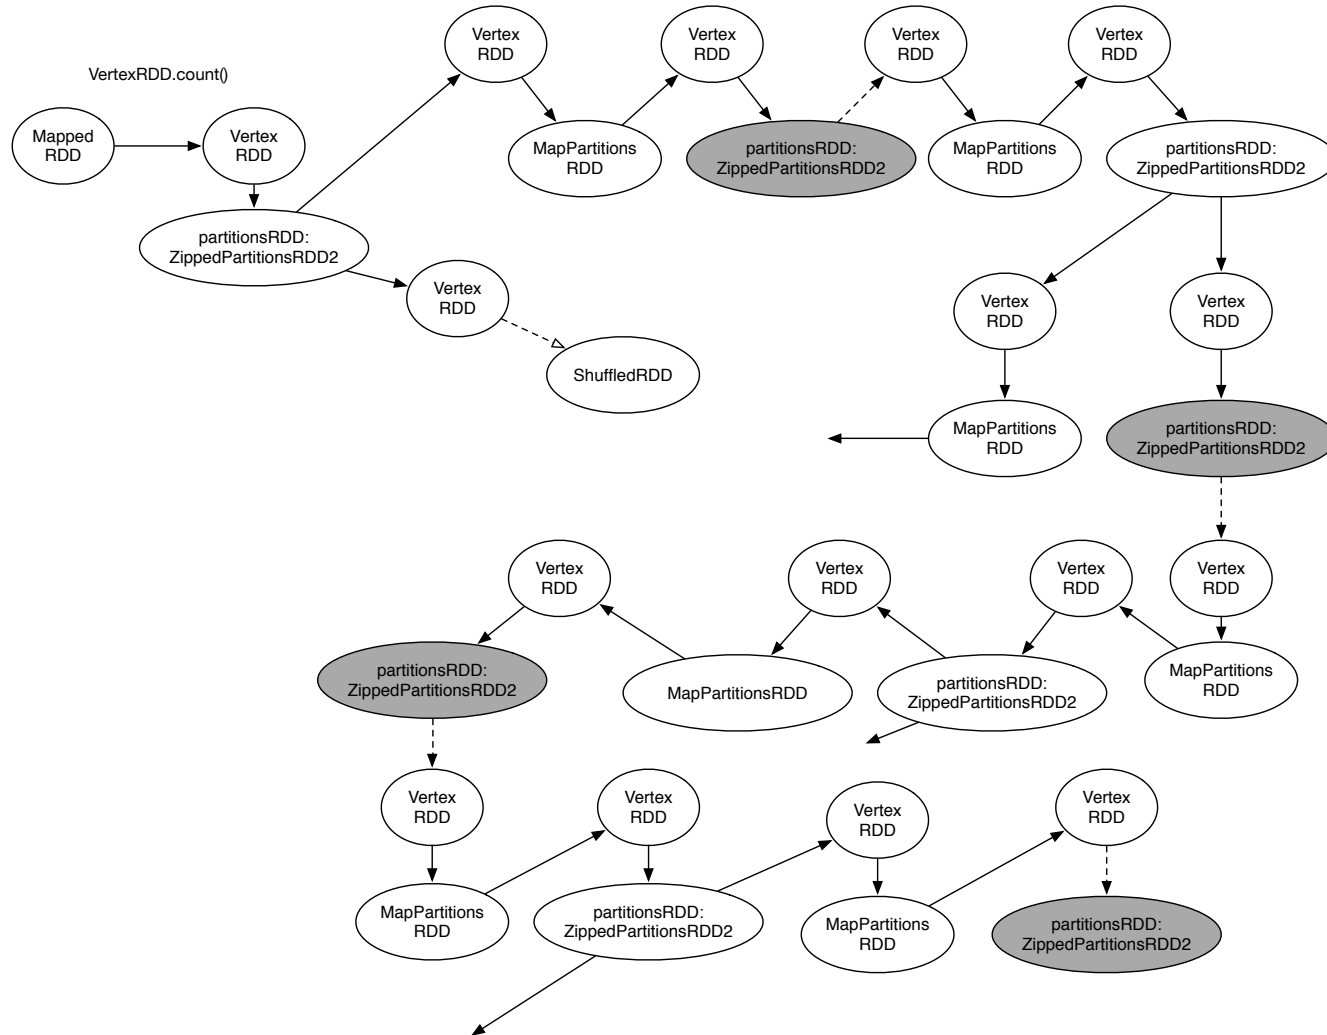 VertexRDD.count()
Mapped
RDD
Vertex
RDD
partitionsRDD:
ZippedPartitionsRDD2
Vertex
RDD
ShuffledRDD
Vertex
RDD
MapPartitions
RDD
Vertex
RDD
partitionsRDD:
ZippedPartitionsRDD2
Vertex
RDD
MapPartitions
RDD
Vertex
RDD
partitionsRDD:
ZippedPartitionsRDD2
Vertex
RDD
MapPartitions
RDD
Vertex
RDD
partitionsRDD:
ZippedPartitionsRDD2
Vertex
RDD
MapPartitions
RDD
Vertex
RDD
partitionsRDD:
ZippedPartitionsRDD2
Vertex
RDD
MapPartitionsRDD
Vertex
RDD
partitionsRDD:
ZippedPartitionsRDD2
Vertex
RDD
MapPartitions
RDD
Vertex
RDD
partitionsRDD:
ZippedPartitionsRDD2
Vertex
RDD
MapPartitions
RDD
Vertex
RDD
partitionsRDD:
ZippedPartitionsRDD2